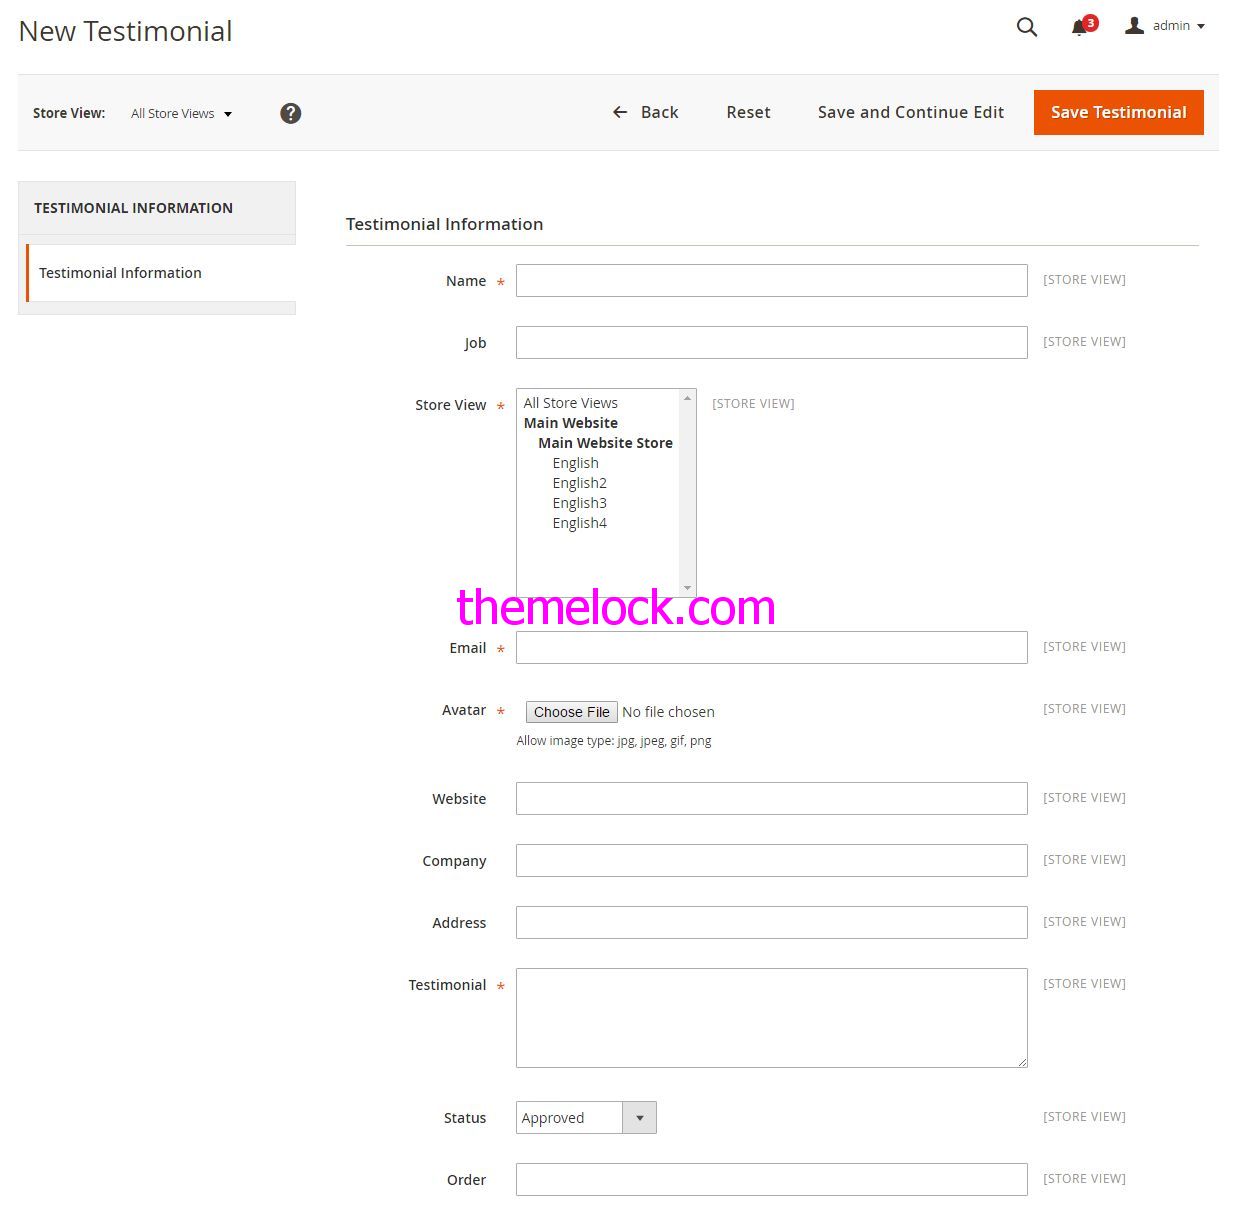 New Testimonial
3
admin
Store View: All Store Views ?
Back Reset Save and Continue Edit Save Testimonial
TESTIMONIAL INFORMATION
Testimonial Information
Testimonial Information
Name * [STORE VIEW]
Job [STORE VIEW]
Store View * [STORE VIEW]
All Store Views
Main Website
Main Website Store
English
English2
English3
English4
themelock.com
Email * [STORE VIEW]
Avatar * Choose File No file chosen [STORE VIEW]
Allow image type: jpg, jpeg, gif, png
Website [STORE VIEW]
Company [STORE VIEW]
Address [STORE VIEW]
Testimonial * [STORE VIEW]
Status Approved [STORE VIEW]
Order [STORE VIEW]